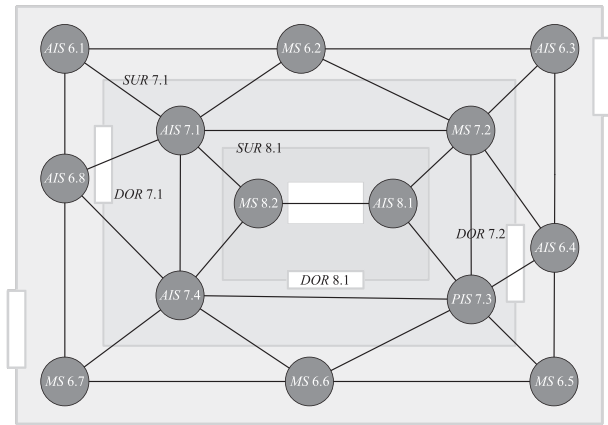 AIS 6.1
MS 6.2
AIS 6.3
SUR 7.1
AIS 7.1
MS 7.2
SUR 8.1
AIS 6.8
DOR 7.1
MS 8.2
AIS 8.1
DOR 7.2
AIS 6.4
DOR 8.1
AIS 7.4
PIS 7.3
MS 6.7
MS 6.6
MS 6.5